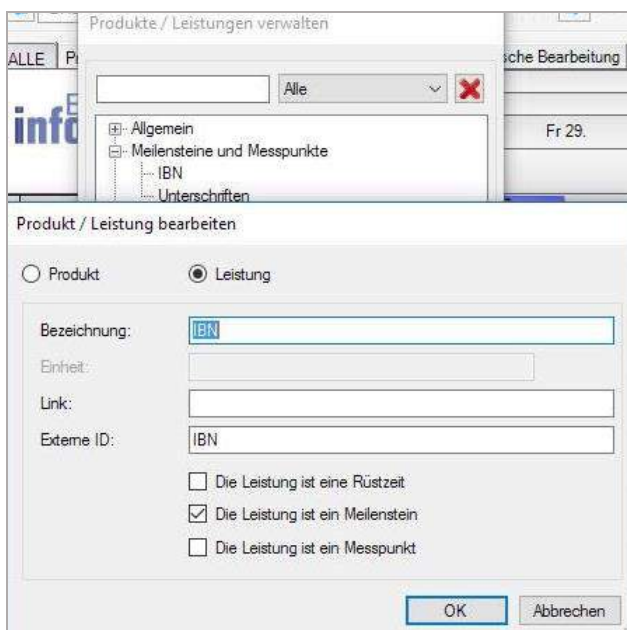 Produkte / Leistungen verwalten
ALLE
sche Bearbeitung
Alle
info
Fr 29.
Allgemein
Meilensteine und Messpunkte
IBN
Unterschriften
Produkt / Leistung bearbeiten
Produkt
Leistung
Bezeichnung:
IBN
Einheit:
Link:
Externe ID:
IBN
Die Leistung ist eine Rüstzeit
Die Leistung ist ein Meilenstein
Die Leistung ist ein Messpunkt
OK
Abbrechen